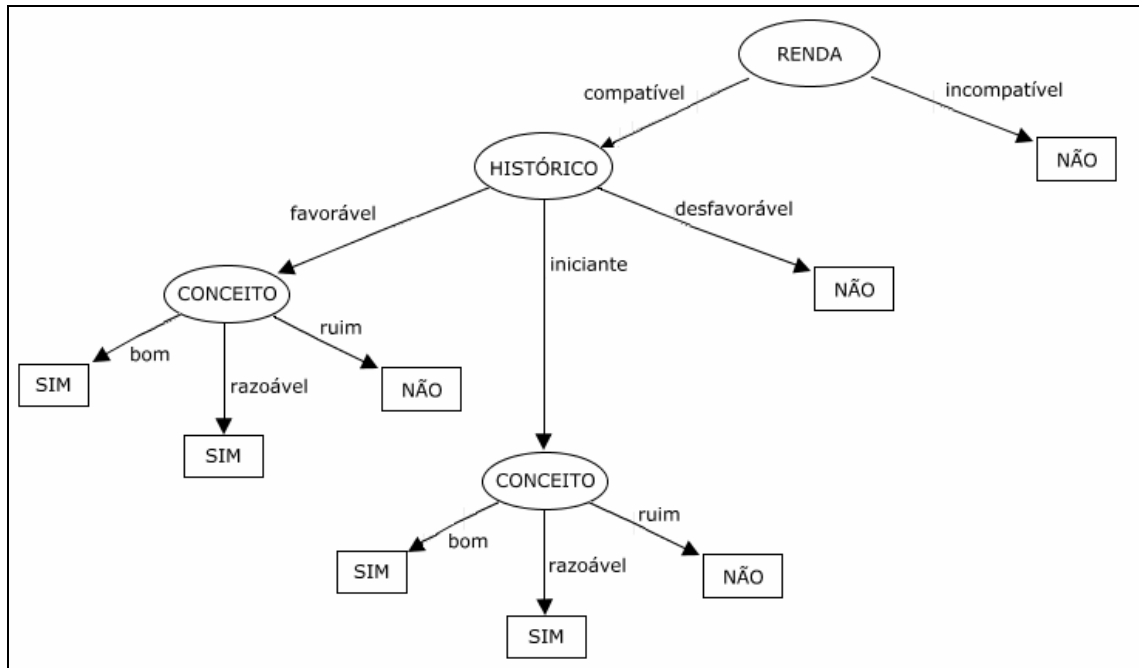 RENDA
compatível
incompatível
HISTÓRICO
NÃO
favorável
desfavorável
iniciante
CONCEITO
NÃO
bom
ruim
razoável
SIM
NÃO
SIM
CONCEITO
bom
ruim
razoável
SIM
NÃO
SIM